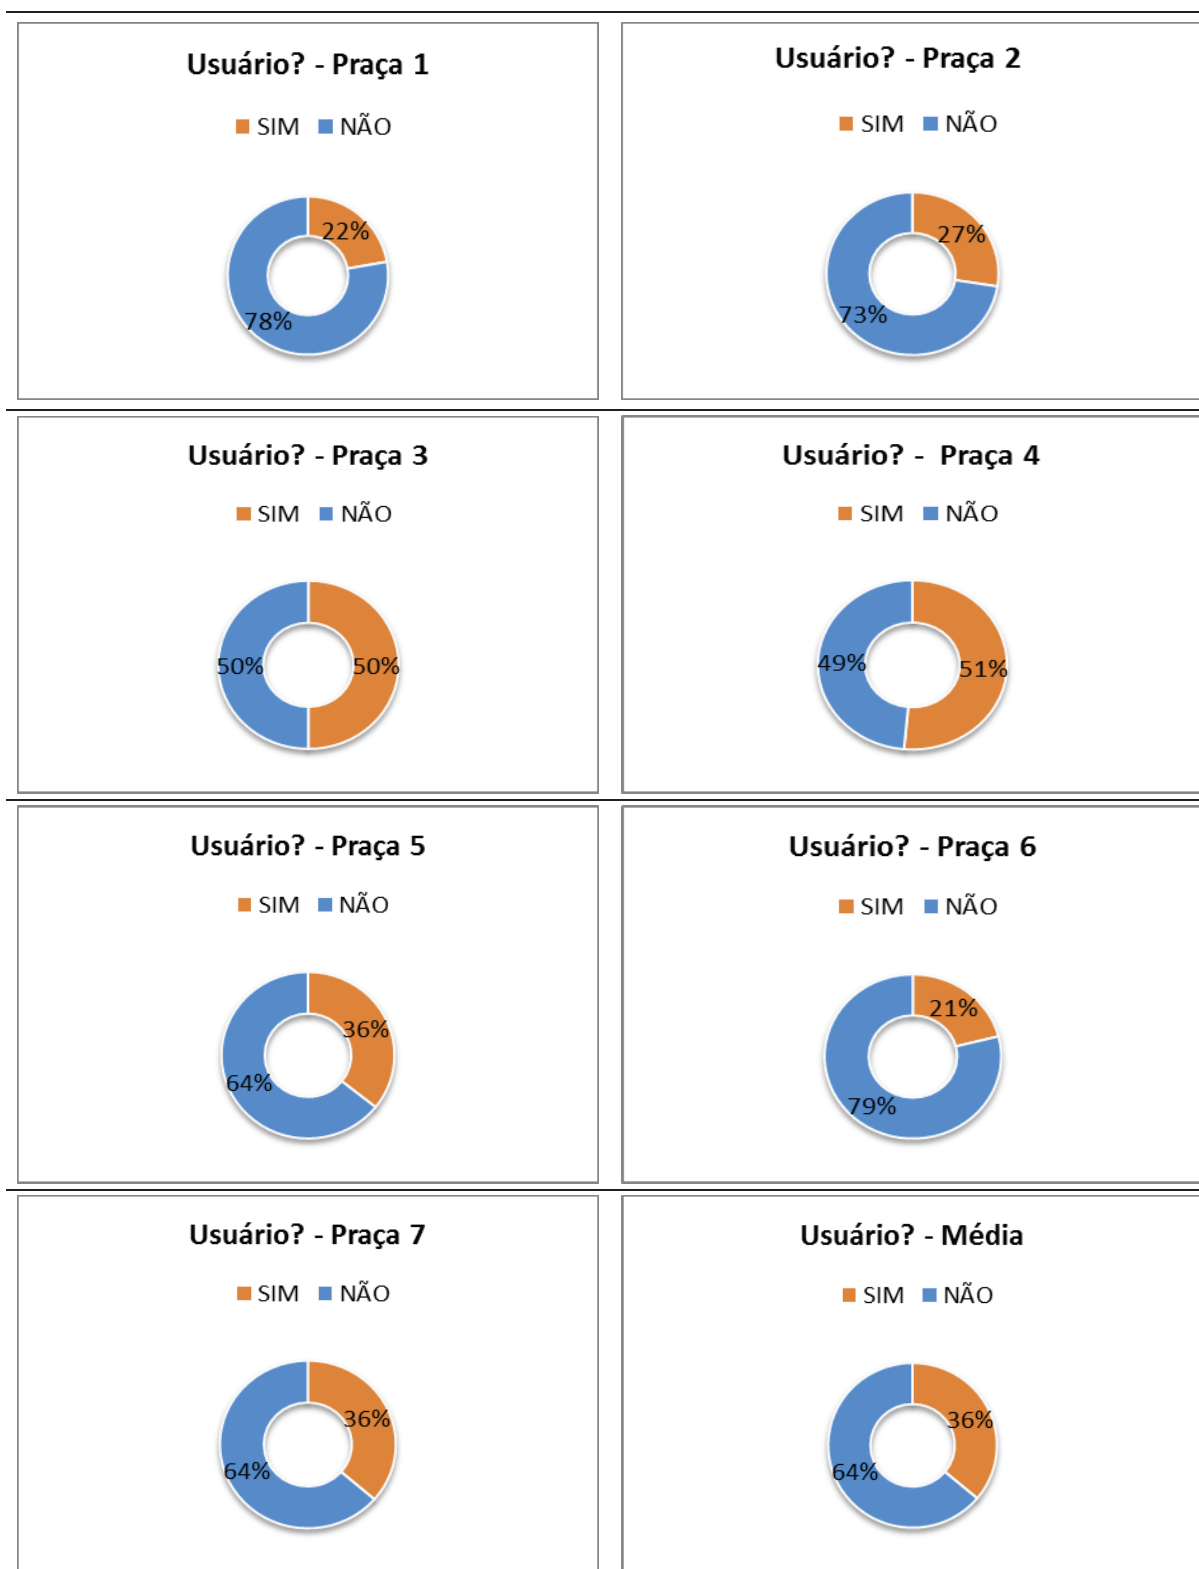 Usuário? - Praça 1
SIM NÃO
22%
78%
Usuário? - Praça 2
SIM NÃO
27%
73%
Usuário? - Praça 3
SIM NÃO
50%
50%
Usuário? - Praça 4
SIM NÃO
49%
51%
Usuário? - Praça 5
SIM NÃO
36%
64%
Usuário? - Praça 6
SIM NÃO
21%
79%
Usuário? - Praça 7
SIM NÃO
36%
64%
Usuário? - Média
SIM NÃO
36%
64%